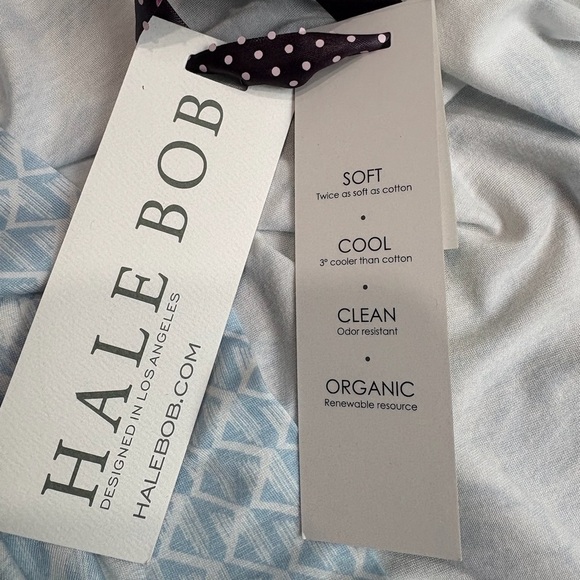 HALE BOB
DESIGNED IN LOS ANGELES
HALEBOB.COM
SOFT
Twice as soft as cotton
COOL
3° cooler than cotton
CLEAN
Odor resistant
ORGANIC
Renewable resource